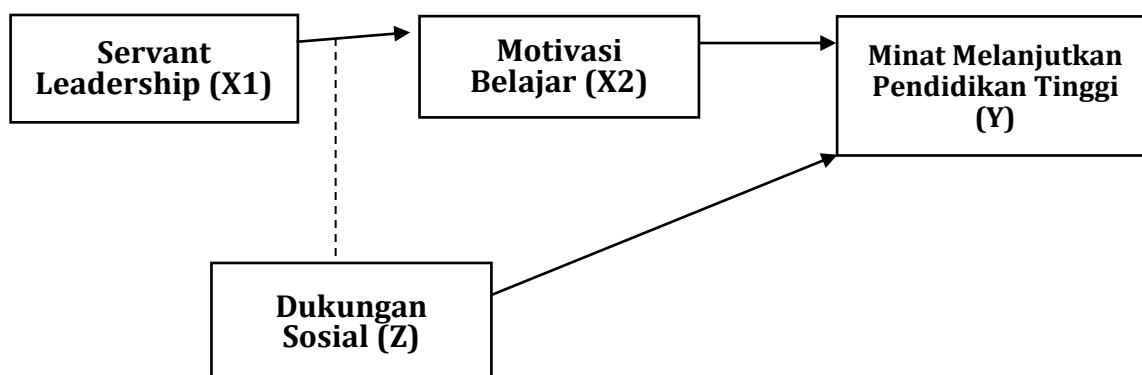 Servant
Leadership (X1)
Motivasi
Belajar (X2)
Minat Melanjutkan
Pendidikan Tinggi
(Y)
Dukungan
Sosial (Z)